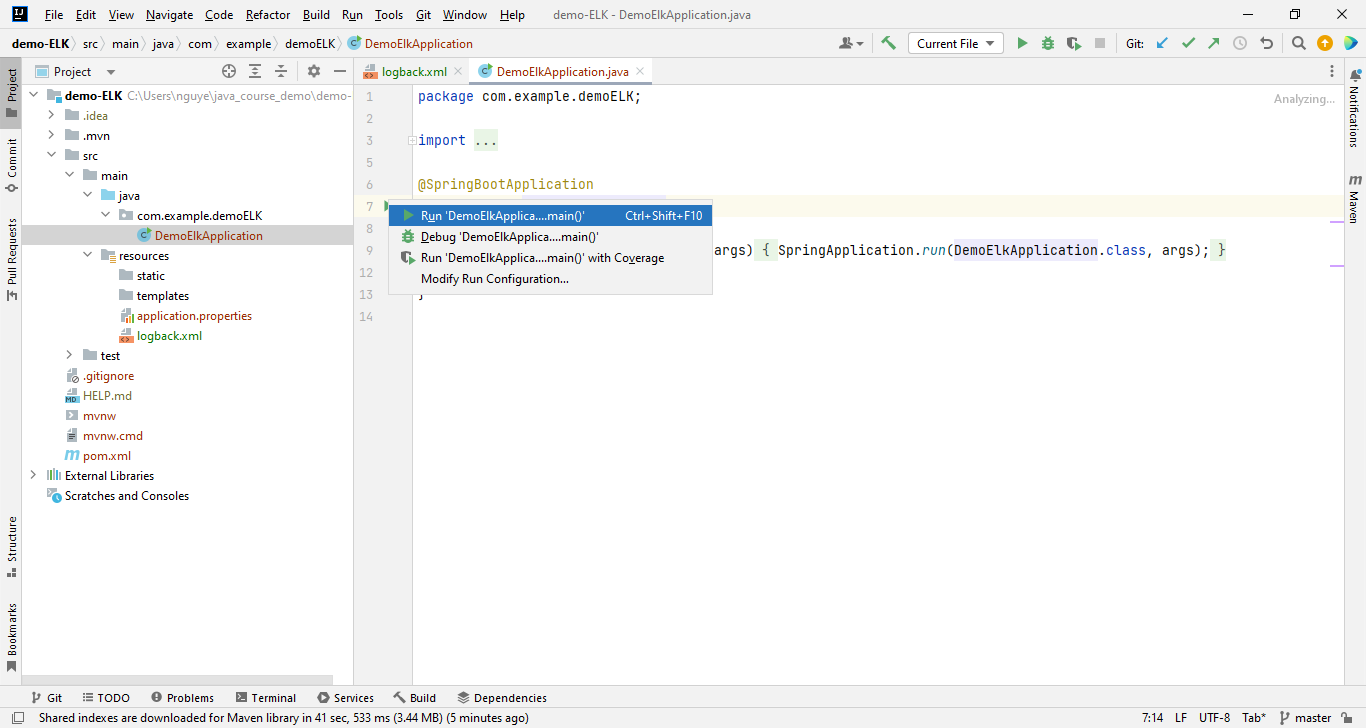 File Edit View Navigate Code Refactor Build Run Tools Git Window Help demo-ELK - DemoElkApplication.java
demo-ELK src main java com example demoELK DemoElkApplication
Current File
Git:
Project
logback.xml
DemoElkApplication.java
demo-ELK C:\Users\nguye\java_course_demo\demo-
.idea
.mvn
src
main
java
com.example.demoELK
DemoElkApplication
resources
static
templates
application.properties
logback.xml
test
.gitignore
HELP.md
mvnw
mvnw.cmd
pom.xml
External Libraries
Scratches and Consoles
Project
Commit
Pull Requests
Structure
Bookmarks
1 package com.example.demoELK;
2
3 import ...
5
6 @SpringBootApplication
7
8
9 args) { SpringApplication.run(DemoElkApplication.class, args); }
12
13 }
14
Analyzing...
Run 'DemoElkApplica....main()' Ctrl+Shift+F10
Debug 'DemoElkApplica....main()'
Run 'DemoElkApplica....main()' with Coverage
Modify Run Configuration...
Notifications
Maven
Git TODO Problems Terminal Services Build Dependencies
Shared indexes are downloaded for Maven library in 41 sec, 533 ms (3.44 MB) (5 minutes ago) 7:14 LF UTF-8 Tab* master